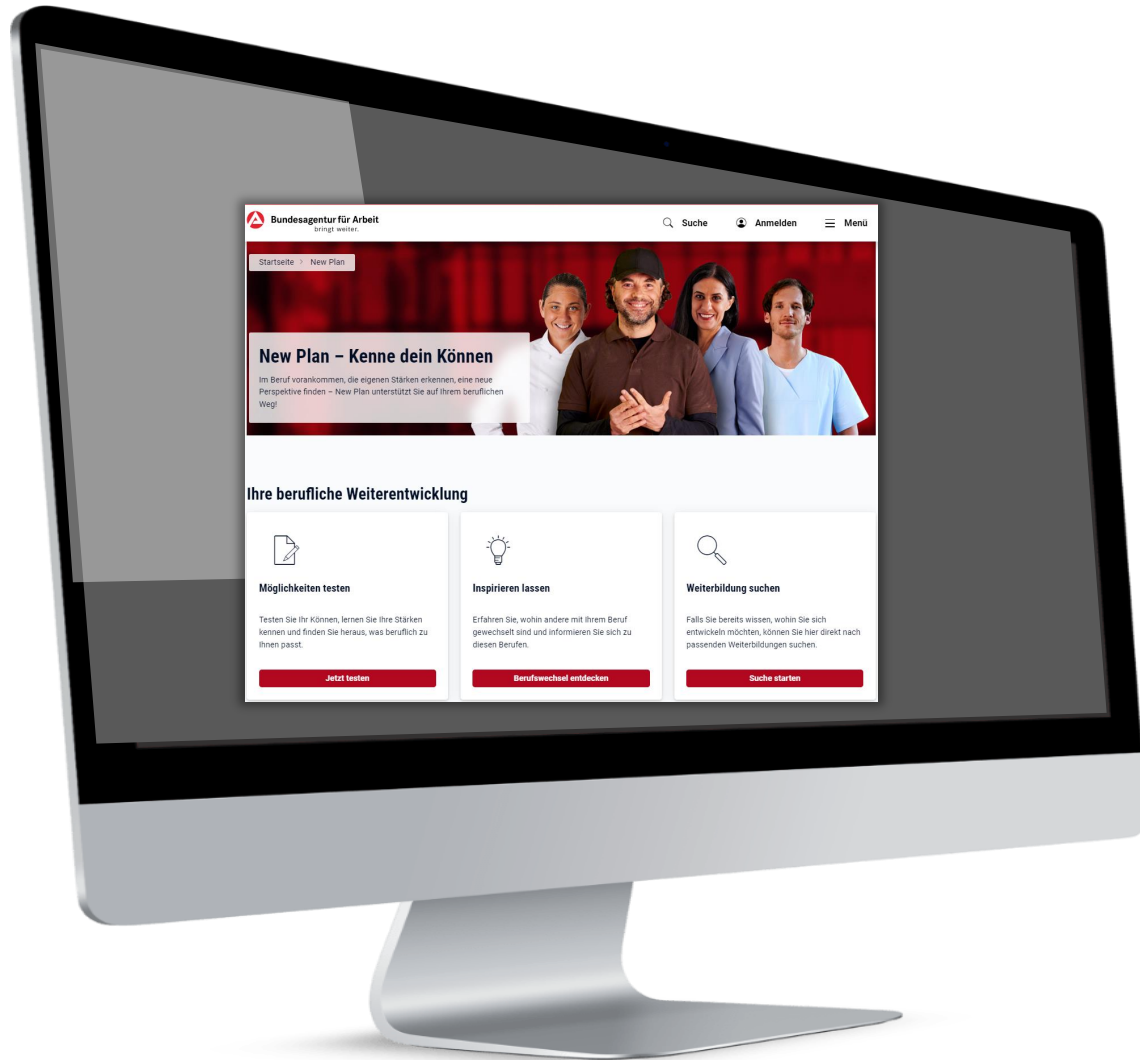 Bundesagentur für Arbeit
bringt weiter.
Suche
Anmelden
Menü
Startseite > New Plan
New Plan – Kenne dein Können
Im Beruf vorankommen, die eigenen Stärken erkennen, eine neue
Perspektive finden – New Plan unterstützt Sie auf Ihrem beruflichen
Weg!
Ihre berufliche Weiterentwicklung
Möglichkeiten testen
Testen Sie Ihr Können, lernen Sie Ihre Stärken
kennen und finden Sie heraus, was beruflich zu
Ihnen passt.
Jetzt testen
Inspirieren lassen
Erfahren Sie, wohin andere mit Ihrem Beruf
gewechselt sind und informieren Sie sich zu
diesen Berufen.
Berufswechsel entdecken
Weiterbildung suchen
Falls Sie bereits wissen, wohin Sie sich
entwickeln möchten, können Sie hier direkt nach
passenden Weiterbildungen suchen.
Suche starten